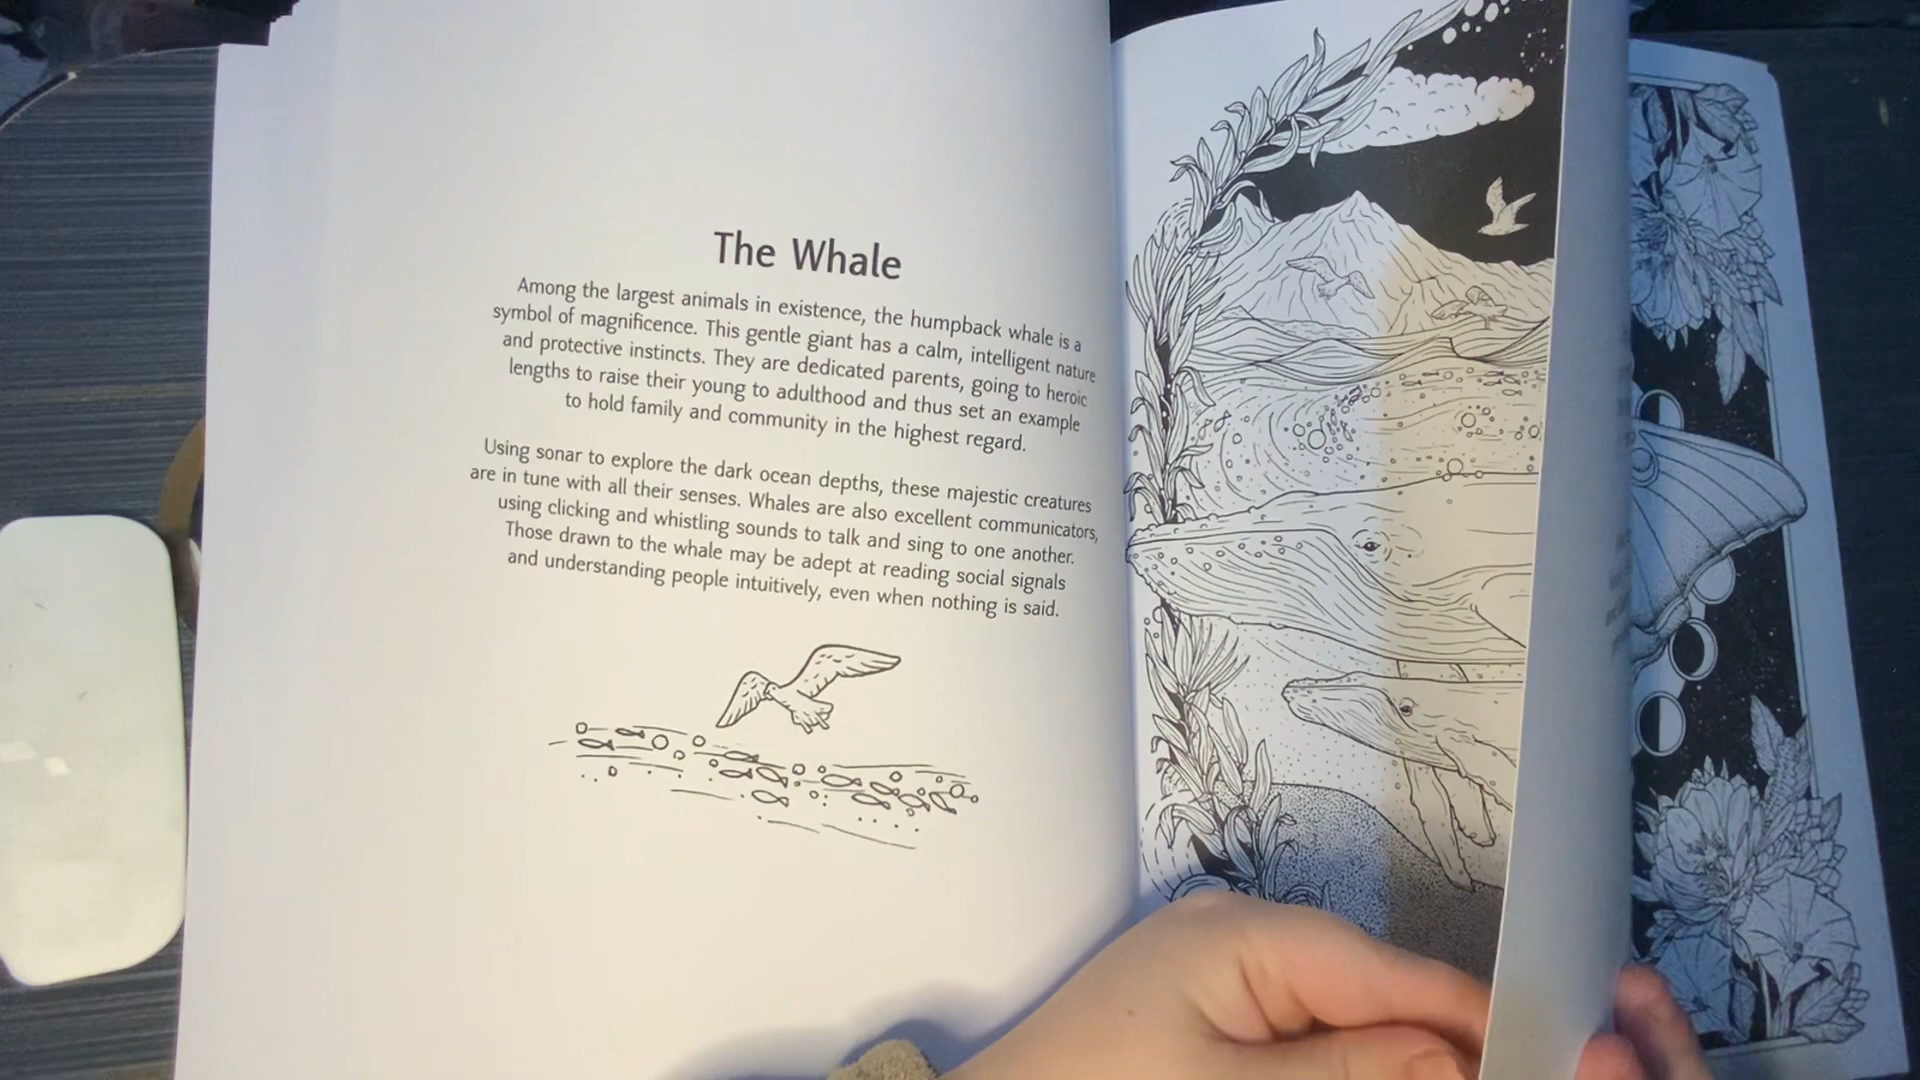 The Whale
Among the largest animals in existence, the humpback whale is a
symbol of magnificence. This gentle giant has a calm, intelligent nature
and protective instincts. They are dedicated parents, going to heroic
lengths to raise their young to adulthood and thus set an example
to hold family and community in the highest regard.
Using sonar to explore the dark ocean depths, these majestic creatures
are in tune with all their senses. Whales are also excellent communicators,
using clicking and whistling sounds to talk and sing to one another.
Those drawn to the whale may be adept at reading social signals
and understanding people intuitively, even when nothing is said.